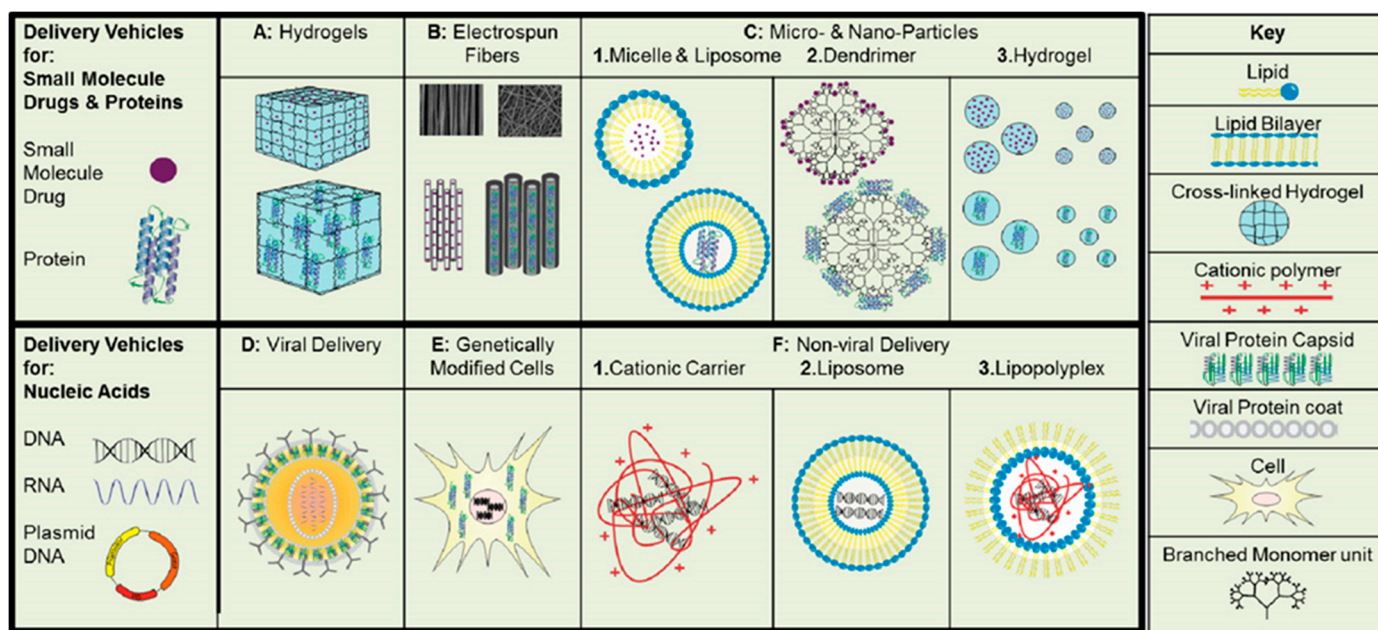 Delivery Vehicles
for:
Small Molecule
Drugs & Proteins
Small
Molecule
Drug
Protein
A: Hydrogels
B: Electrospun
Fibers
C: Micro- & Nano-Particles
1.Micelle & Liposome
2.Dendrimer
3.Hydrogel
Delivery Vehicles
for:
Nucleic Acids
DNA
RNA
Plasmid
DNA
D: Viral Delivery
E: Genetically
Modified Cells
F: Non-viral Delivery
1.Cationic Carrier
2.Liposome
3.Lipopolyplex
Key
Lipid
Lipid Bilayer
Cross-linked Hydrogel
Cationic polymer
Viral Protein Capsid
Viral Protein coat
Cell
Branched Monomer unit